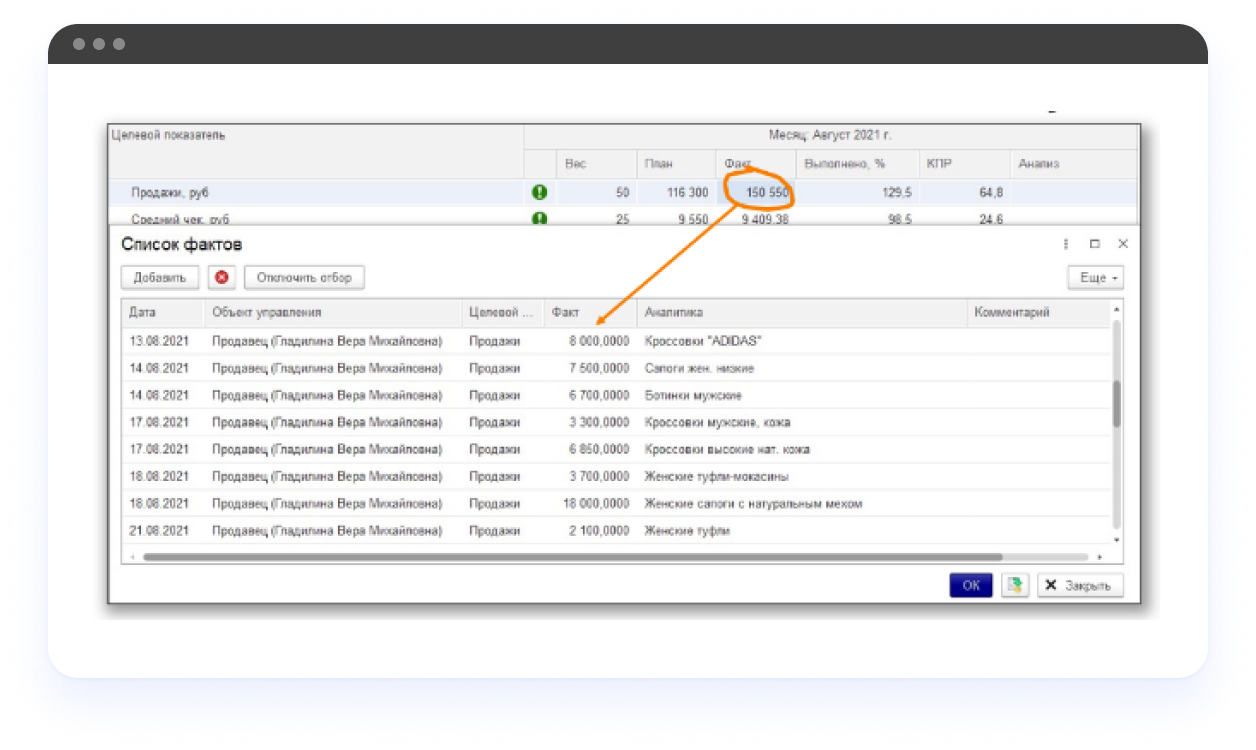 Целевой показатель Месяц: Август 2021 г.
Вес План Факт Выполнено, % КПР Анализ
Продажи, руб 50 116 300 150 550 129,5 64,8
Средний чек, руб 25 9 550 9 409,38 98,5 24,6
Список фактов
Добавить Отключить отбор Еще
Дата Объект управления Целевой ... Факт Аналитика Комментарий
13.08.2021 Продавец (Гладилина Вера Михайловна) Продажи 8 000,0000 Кроссовки "ADIDAS"
14.08.2021 Продавец (Гладилина Вера Михайловна) Продажи 7 500,0000 Сапоги жен. низкие
14.08.2021 Продавец (Гладилина Вера Михайловна) Продажи 6 700,0000 Ботинки мужские
17.08.2021 Продавец (Гладилина Вера Михайловна) Продажи 3 300,0000 Кроссовки мужские, кожа
17.08.2021 Продавец (Гладилина Вера Михайловна) Продажи 6 850,0000 Кроссовки высокие нат. кожа
18.08.2021 Продавец (Гладилина Вера Михайловна) Продажи 3 700,0000 Женские туфли-мокасины
18.08.2021 Продавец (Гладилина Вера Михайловна) Продажи 18 000,0000 Женские сапоги с натуральным мехом
21.08.2021 Продавец (Гладилина Вера Михайловна) Продажи 2 100,0000 Женские туфли
ОК Закрыть